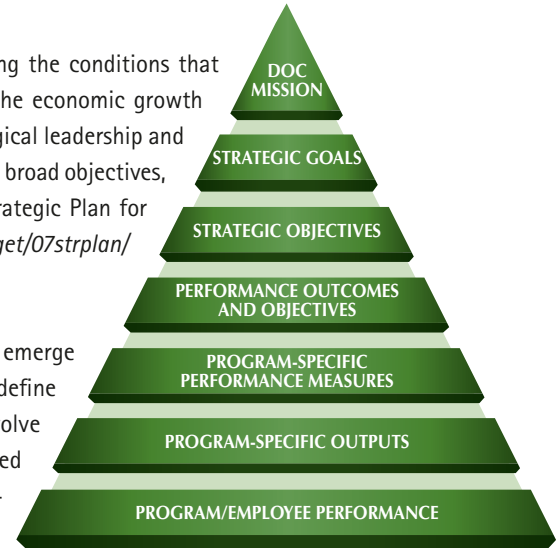 ng the conditions that
he economic growth
gical leadership and
broad objectives,
rategic Plan for
get/07strplan/
emerge
define
olve
ed
DOC
MISSION
STRATEGIC GOALS
STRATEGIC OBJECTIVES
PERFORMANCE OUTCOMES
AND OBJECTIVES
PROGRAM-SPECIFIC
PERFORMANCE MEASURES
PROGRAM-SPECIFIC OUTPUTS
PROGRAM/EMPLOYEE PERFORMANCE